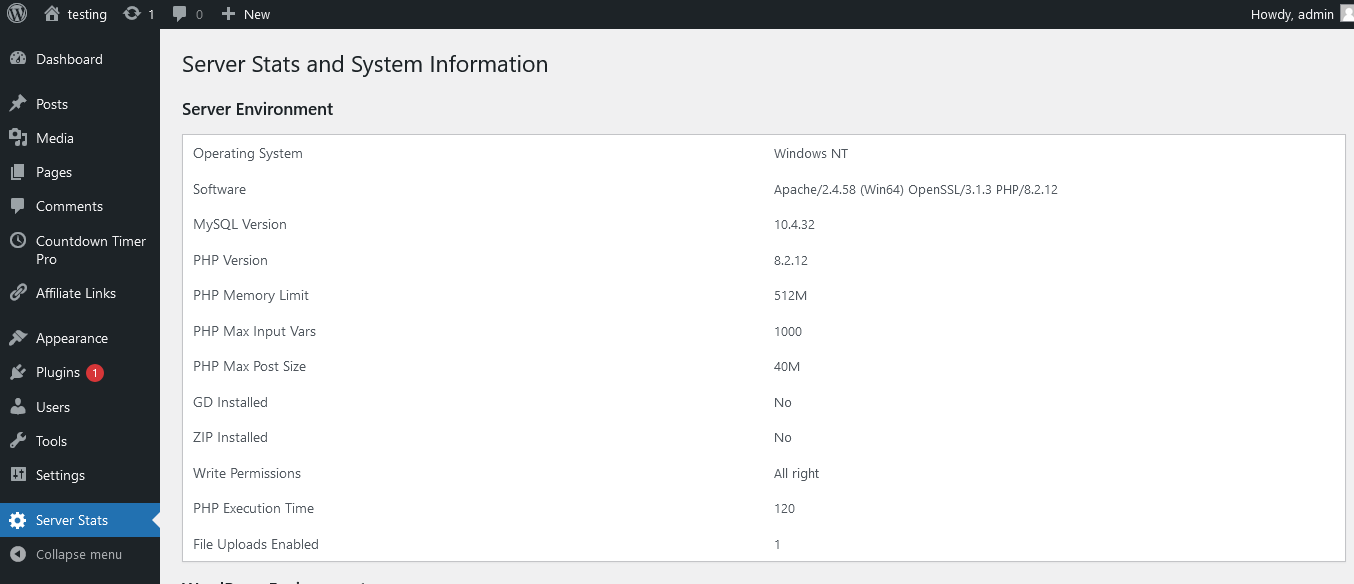 testing 1 0 New Howdy, admin
Dashboard
Posts
Media
Pages
Comments
Countdown Timer
Pro
Affiliate Links
Appearance
Plugins 1
Users
Tools
Settings
Server Stats
Collapse menu
Server Stats and System Information
Server Environment
Operating System Windows NT
Software Apache/2.4.58 (Win64) OpenSSL/3.1.3 PHP/8.2.12
MySQL Version 10.4.32
PHP Version 8.2.12
PHP Memory Limit 512M
PHP Max Input Vars 1000
PHP Max Post Size 40M
GD Installed No
ZIP Installed No
Write Permissions All right
PHP Execution Time 120
File Uploads Enabled 1